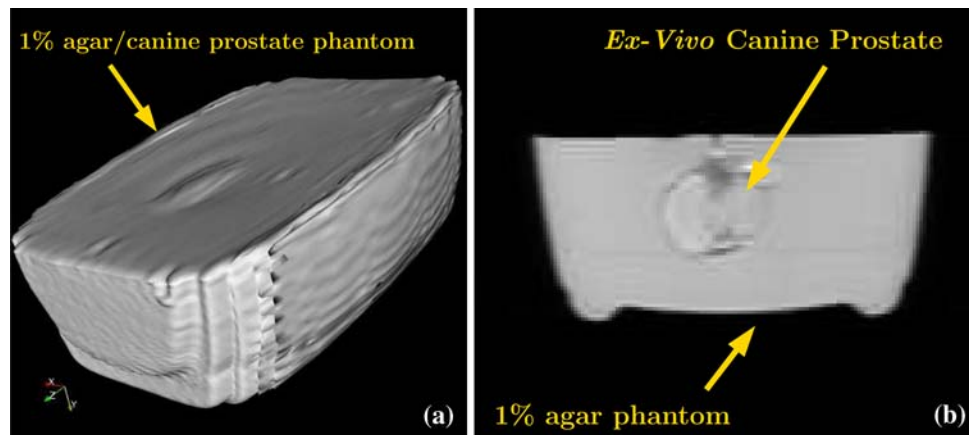 1% agar/canine prostate phantom
X
Z
Y
(a)
Ex-Vivo Canine Prostate
1% agar phantom
(b)